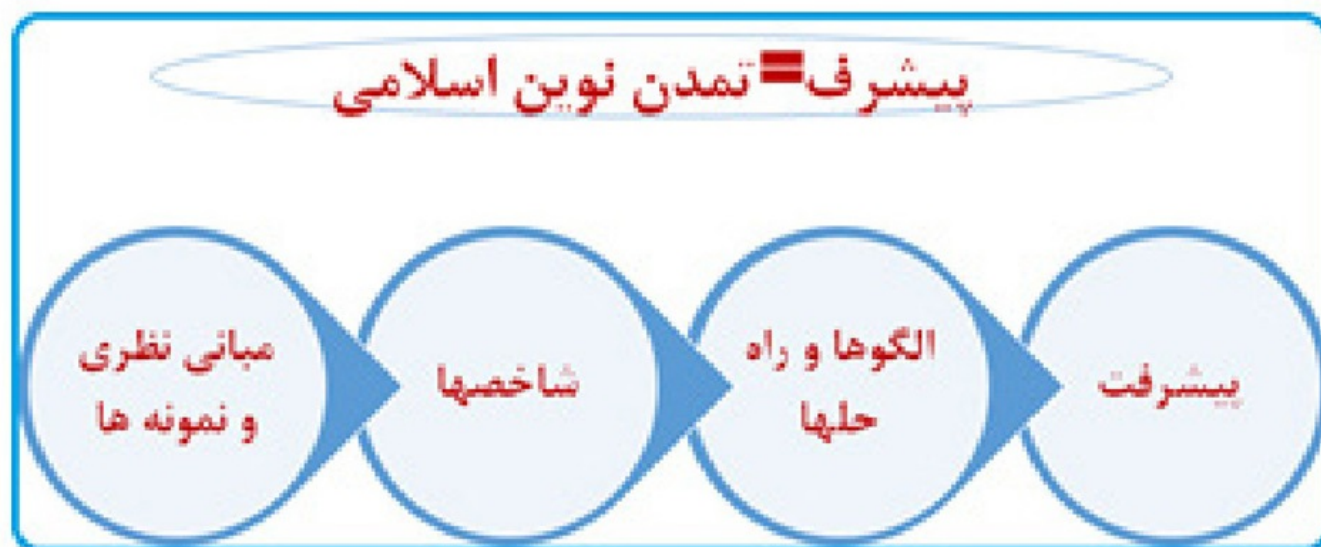 پیشرف=تمدن نوین اسلامی
مبانی نظری
و نمونه ها
شاخصها
الگوها و راه
حلها
پیشرفت